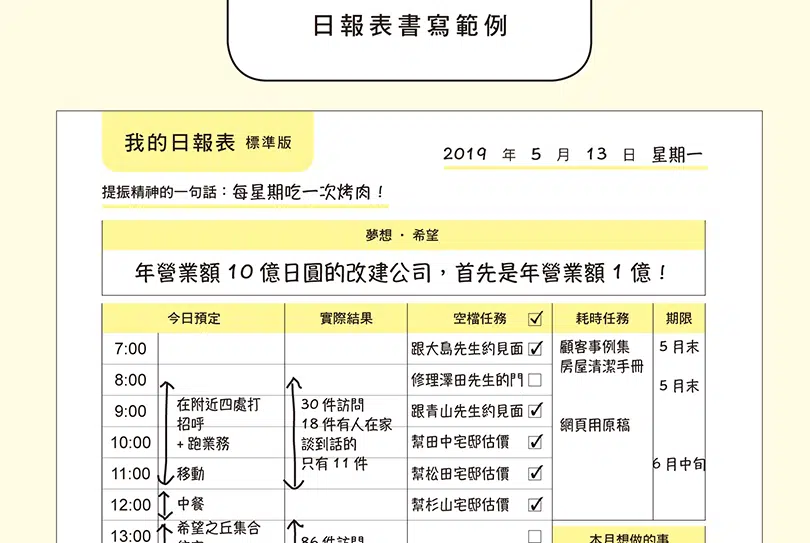 日報表書寫範例
我的日報表 標準版
2019 年 5 月 13 日 星期一
提振精神的一句話：每星期吃一次烤肉！
夢想・希望
年營業額 10 億日圓的改建公司，首先是年營業額 1 億！
今日預定 實際結果 空檔任務 ☑ 耗時任務 期限
7:00 跟大島先生約見面 ☑ 顧客事例集 5 月末
房屋清潔手冊
8:00 修理澤田先生的門 ☐ 5 月末
9:00 在附近四處打 30 件訪問 跟青山先生約見面 ☑
招呼 18 件有人在家 網頁用原稿
10:00 + 跑業務 談到話的 幫田中宅邸估價 ☑
只有 11 件 6 月中旬
11:00 移動 幫松田宅邸估價 ☑
12:00 中餐 幫杉山宅邸估價 ☑
13:00 希望之丘集合 86 件訪問 ☐ 本月想做的事